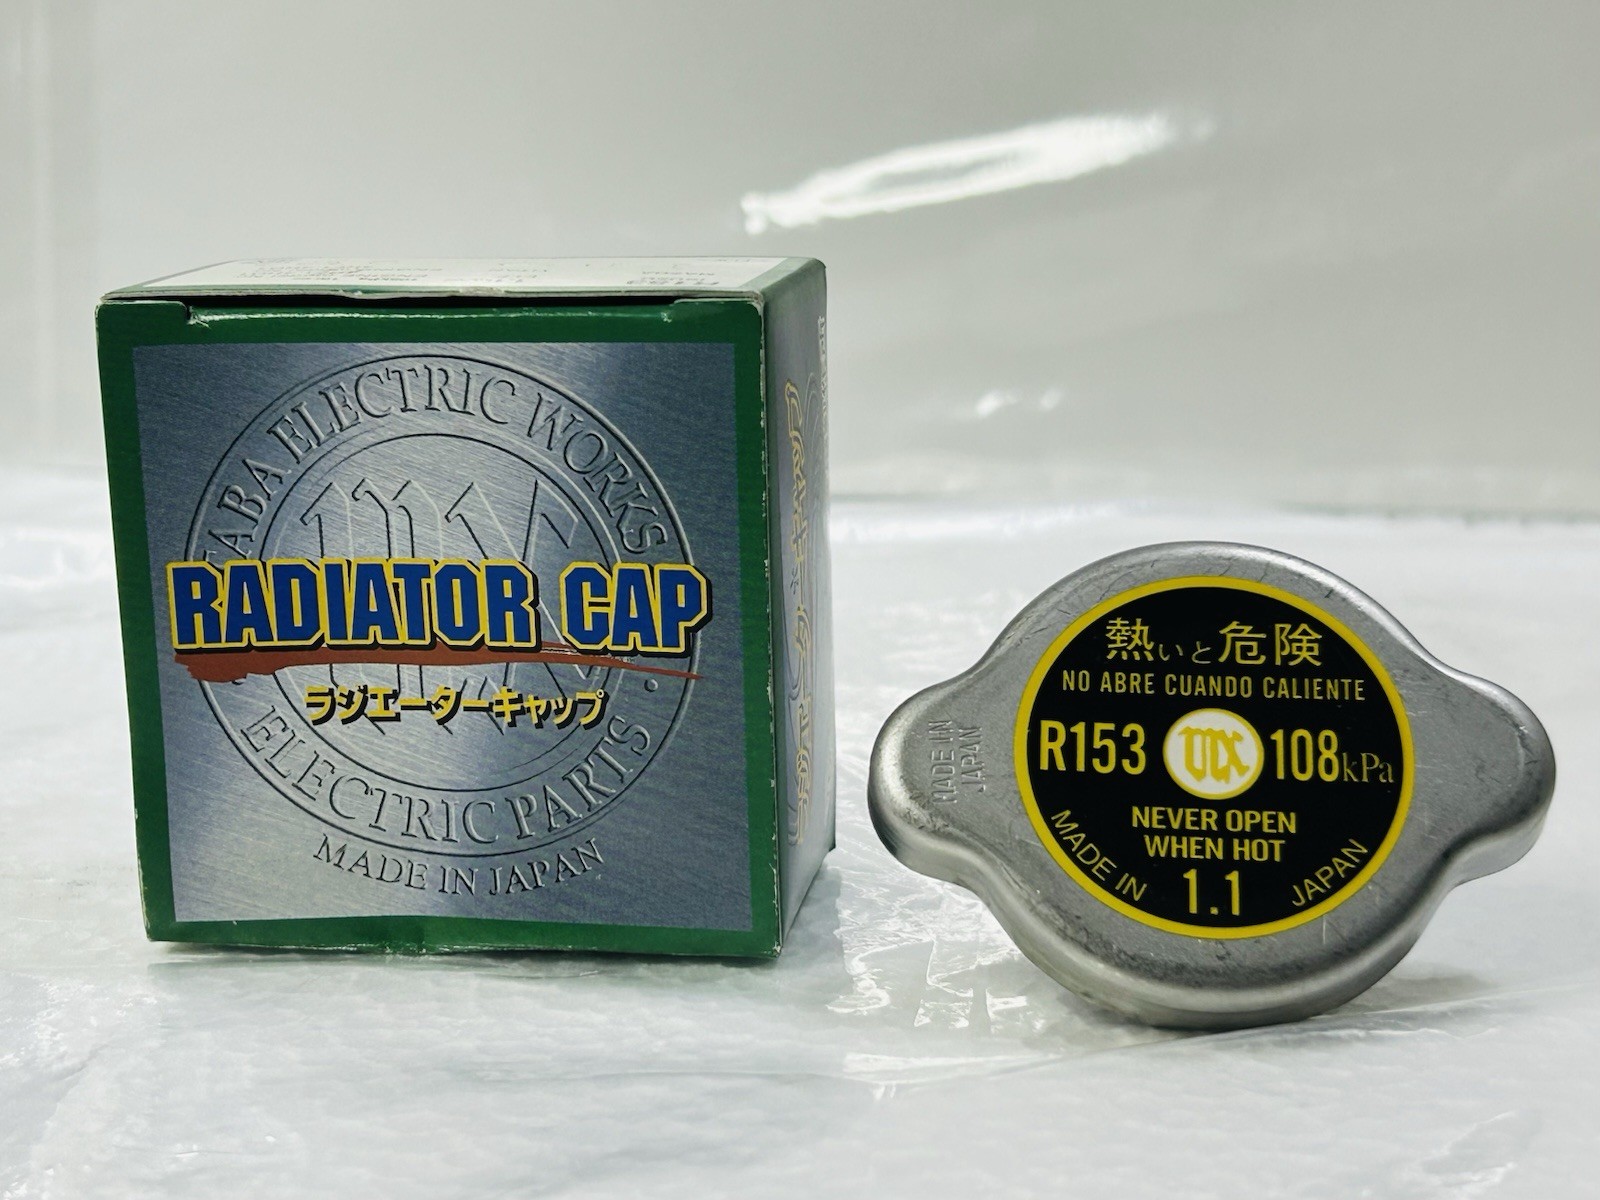 ABA ELECTRIC WORKS
RADIATOR CAP
ラジエーターキャップ
ELECTRIC PARTS
MADE IN JAPAN
熱いと危険
NO ABRE CUANDO CALIENTE
R153 108kPa
NEVER OPEN
WHEN HOT
1.1
MADE IN JAPAN
MADE IN
JAPAN